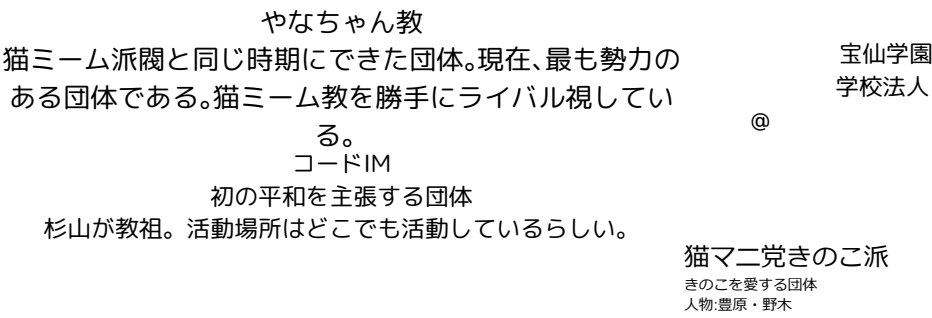 やなちゃん教
猫ミーム派閥と同じ時期にできた団体。現在、最も勢力の
ある団体である。猫ミーム教を勝手にライバル視してい
る。
コードIM
初の平和を主張する団体
杉山が教祖。活動場所はどこでも活動しているらしい。
宝仙学園
学校法人
@
猫マニ党きのこ派
きのこを愛する団体
人物:豊原・野木